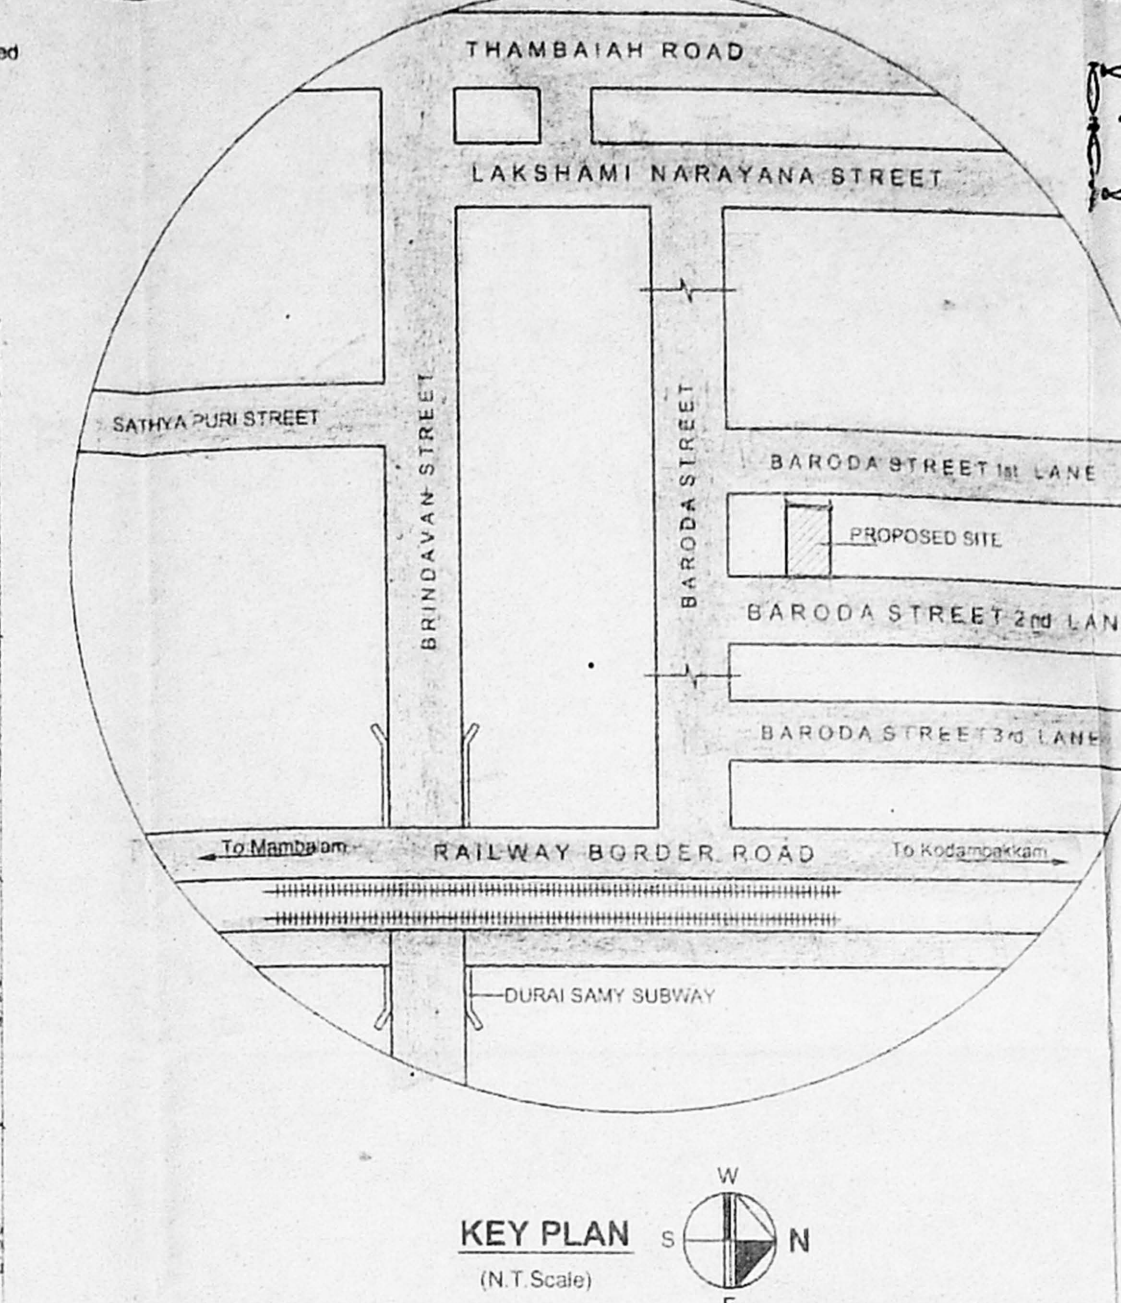 ed
THAMBAIAH ROAD
LAKSHAMI NARAYANA STREET
SATHYA PURI STREET
BRINDAVAN STREET
BARODA STREET
BARODA STREET 1st LANE
PROPOSED SITE
BARODA STREET 2nd LAN
BARODA STREET 3rd LANE
To Mambalam
RAILWAY BORDER ROAD
To Kodampakkam
DURAI SAMY SUBWAY
W
KEY PLAN
S
N
(N.T.Scale)
E